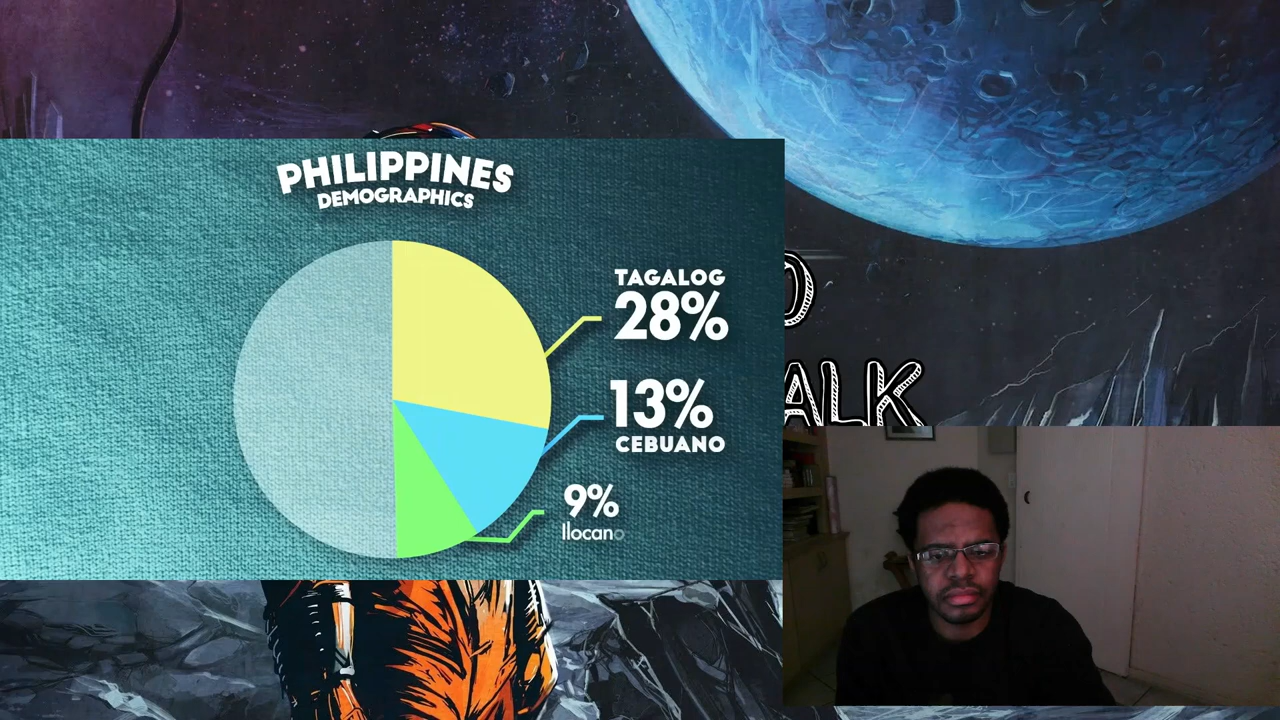 PHILIPPINES
DEMOGRAPHICS
TAGALOG
28%
13%
CEBUANO
9%
Ilocano
ALK